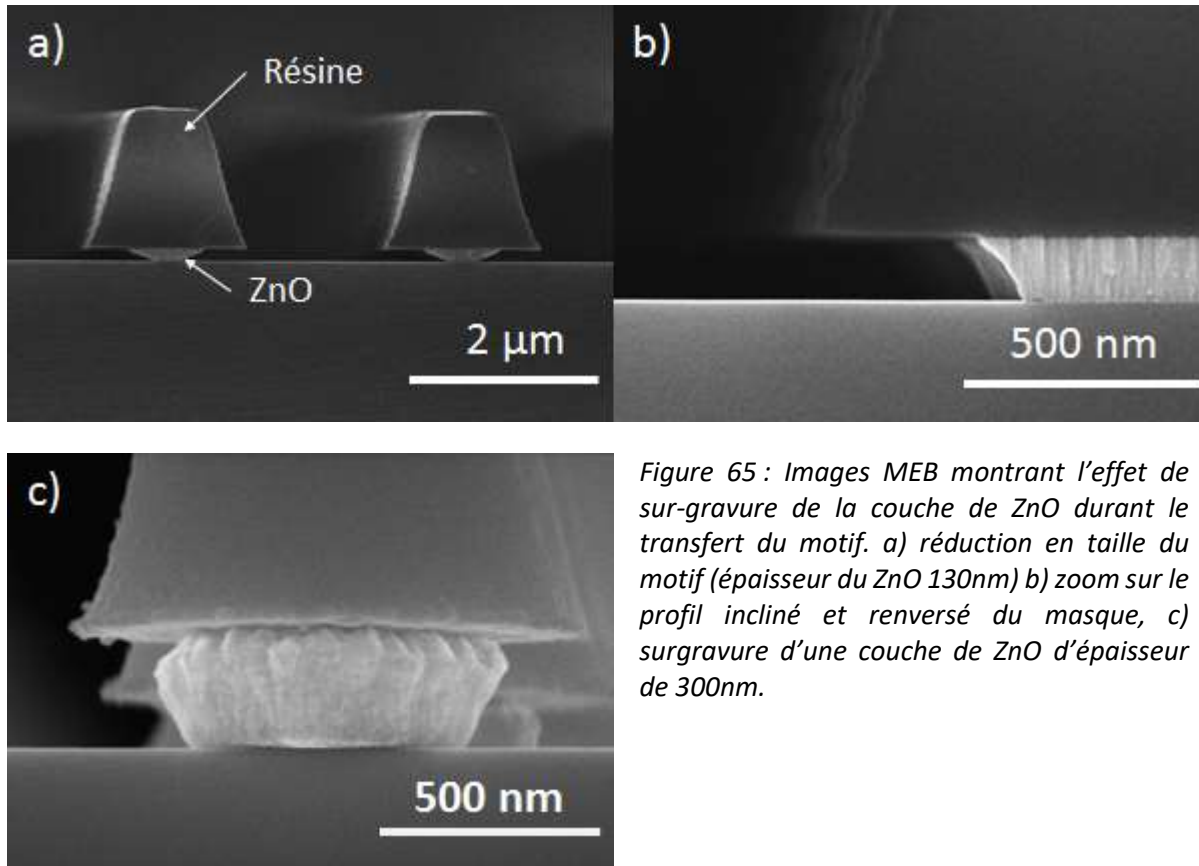 a)
Résine
ZnO
2 µm
b)
500 nm
c)
500 nm
Figure 65 : Images MEB montrant l’effet de
sur-gravure de la couche de ZnO durant le
transfert du motif. a) réduction en taille du
motif (épaisseur du ZnO 130nm) b) zoom sur le
profil incliné et renversé du masque, c)
surgravure d’une couche de ZnO d’épaisseur
de 300nm.